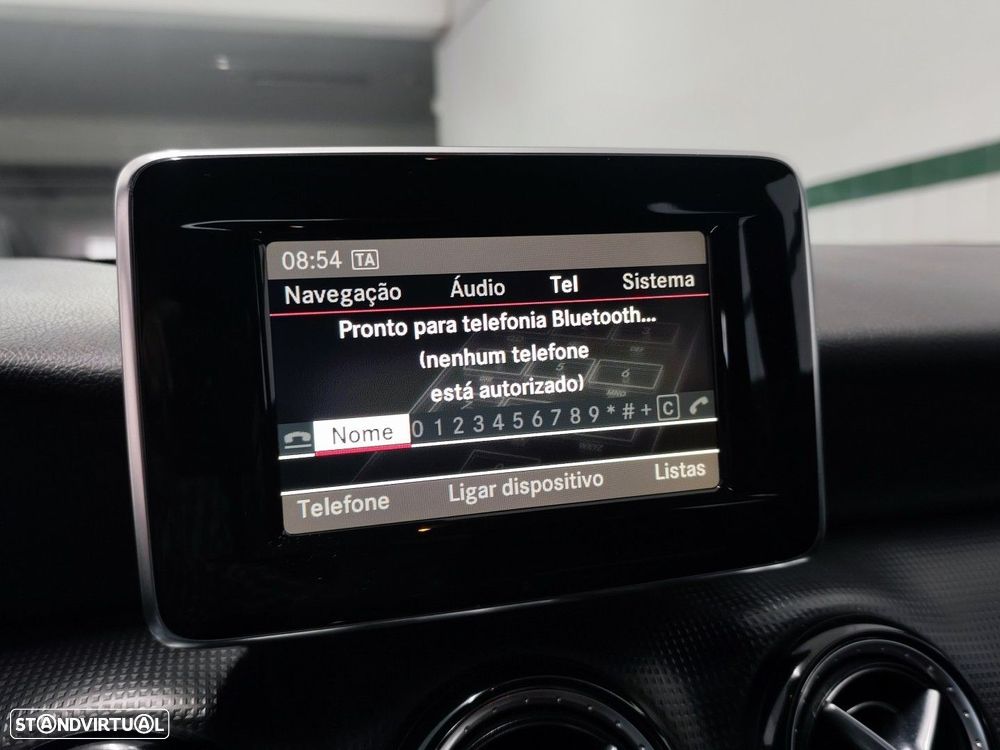 08:54 TA
Navegação Áudio Tel Sistema
Pronto para telefonia Bluetooth...
(nenhum telefone
está autorizado)
Nome 0 1 2 3 4 5 6 7 8 9 * # + C
Telefone Ligar dispositivo Listas
STANDVIRTUAL